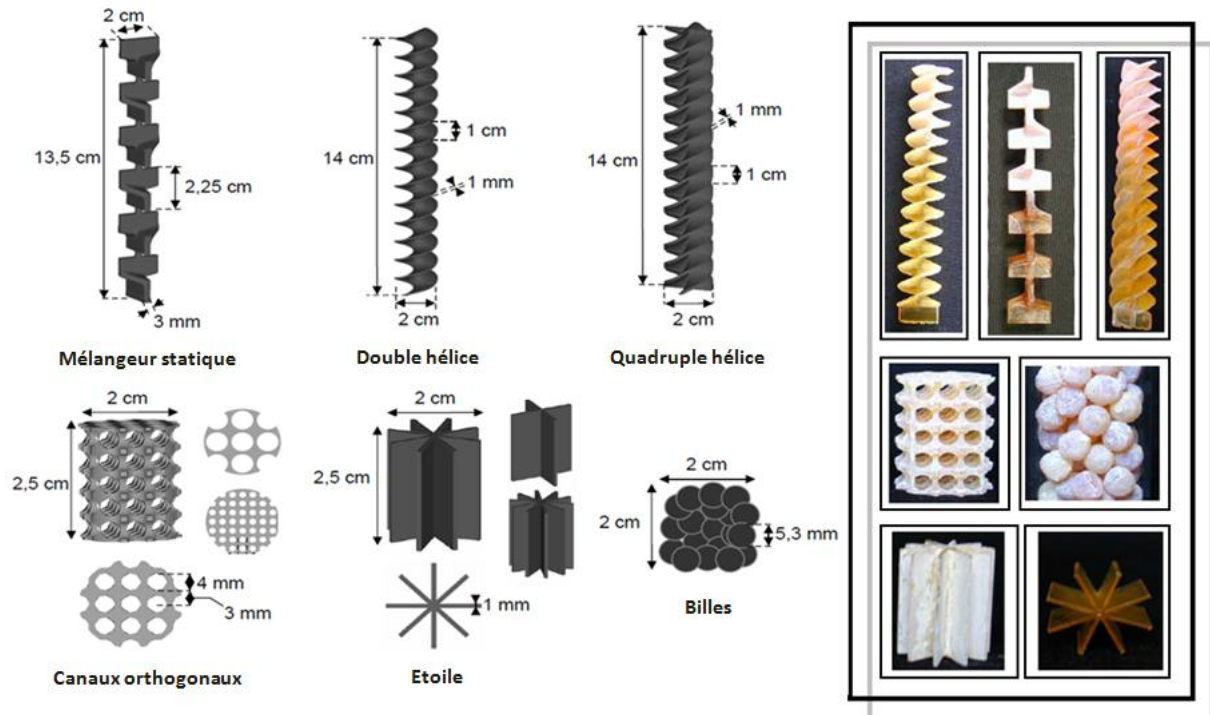 2 cm
13,5 cm
2,25 cm
3 mm
Mélangeur statique
14 cm
1 cm
1 mm
2 cm
Double hélice
14 cm
1 mm
1 cm
2 cm
Quadruple hélice
2 cm
2,5 cm
4 mm
3 mm
Canaux orthogonaux
2 cm
2,5 cm
1 mm
Etoile
2 cm
2 cm
5,3 mm
Billes